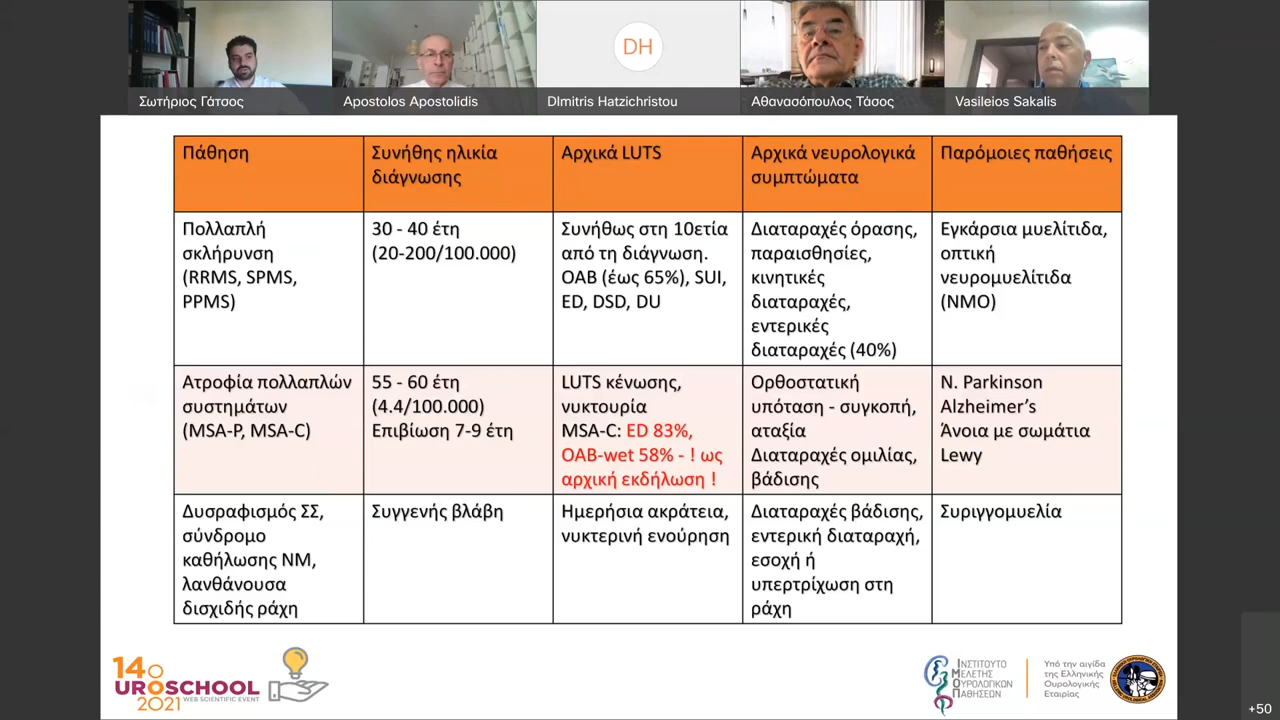 Σωτήριος Γάτσος
Apostolos Apostolidis
DH
DImitris Hatzichristou
Αθανασόπουλος Τάσος
Vasileios Sakalis
Πάθηση
Συνήθης ηλικία
διάγνωσης
Αρχικά LUTS
Αρχικά νευρολογικά
συμπτώματα
Παρόμοιες παθήσεις
Πολλαπλή
σκλήρυνση
(RRMS, SPMS,
PPMS)
30 - 40 έτη
(20-200/100.000)
Συνήθως στη 10ετία
από τη διάγνωση.
OAB (έως 65%), SUI,
ED, DSD, DU
Διαταραχές όρασης,
παραισθησίες,
κινητικές
διαταραχές,
εντερικές
διαταραχές (40%)
Εγκάρσια μυελίτιδα,
οπτική
νευρομυελίτιδα
(NMO)
Ατροφία πολλαπλών
συστημάτων
(MSA-P, MSA-C)
55 - 60 έτη
(4.4/100.000)
Επιβίωση 7-9 έτη
LUTS κένωσης,
νυκτουρία
MSA-C: ED 83%,
OAB-wet 58% - ! ως
αρχική εκδήλωση !
Ορθοστατική
υπόταση - συγκοπή,
αταξία
Διαταραχές ομιλίας,
βάδισης
N. Parkinson
Alzheimer’s
Άνοια με σωμάτια
Lewy
Δυσραφισμός ΣΣ,
σύνδρομο
καθήλωσης ΝΜ,
λανθάνουσα
δισχιδής ράχη
Συγγενής βλάβη
Ημερήσια ακράτεια,
νυκτερινή ενούρηση
Διαταραχές βάδισης,
εντερική διαταραχή,
εσοχή ή
υπερτρίχωση στη
ράχη
Συριγγομυελία
14ο
UROSCHOOL
WEB SCIENTIFIC EVENT
2021
ΙΝΣΤΙΤΟΥΤΟ
ΜΕΛΕΤΗΣ
ΟΥΡΟΛΟΓΙΚΩΝ
ΠΑΘΗΣΕΩΝ
Υπό την αιγίδα
της Ελληνικής
Ουρολογικής
Εταιρίας
+50